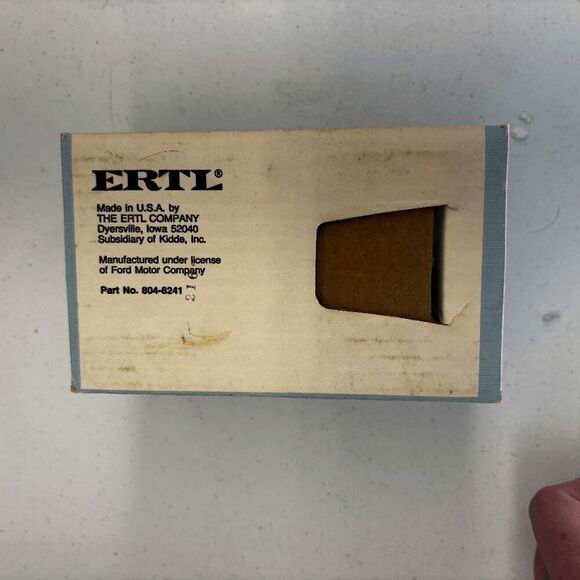 ERTL®
Made in U.S.A. by
THE ERTL COMPANY
Dyersville, Iowa 52040
Subsidiary of Kidde, Inc.
Manufactured under license
of Ford Motor Company
Part No. 804-8241